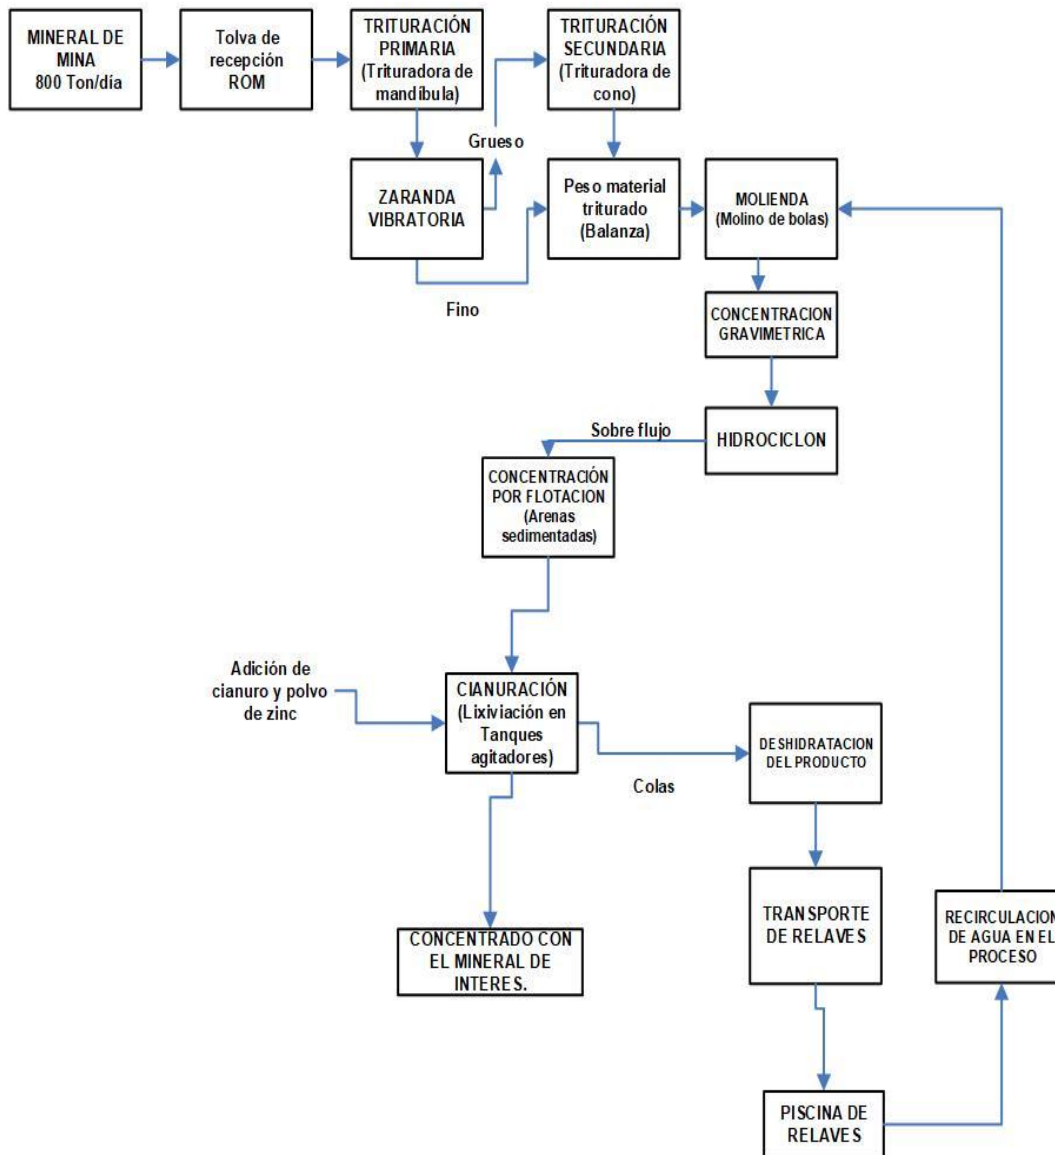 MINERAL DE
MINA
800 Ton/día
Tolva de
recepción
ROM
TRITURACIÓN
PRIMARIA
(Trituradora de
mandíbula)
TRITURACIÓN
SECUNDARIA
(Trituradora de
cono)
Grueso
ZARANDA
VIBRATORIA
Peso material
triturado
(Balanza)
MOLIENDA
(Molino de bolas)
Fino
CONCENTRACION
GRAVIMETRICA
HIDROCICLON
Sobre flujo
CONCENTRACIÓN
POR FLOTACION
(Arenas
sedimentadas)
Adición de
cianuro y polvo
de zinc
CIANURACIÓN
(Lixiviación en
Tanques
agitadores)
Colas
DESHIDRATACION
DEL PRODUCTO
TRANSPORTE
DE RELAVES
RECIRCULACION
DE AGUA EN EL
PROCESO
CONCENTRADO CON
EL MINERAL DE
INTERES.
PISCINA DE
RELAVES